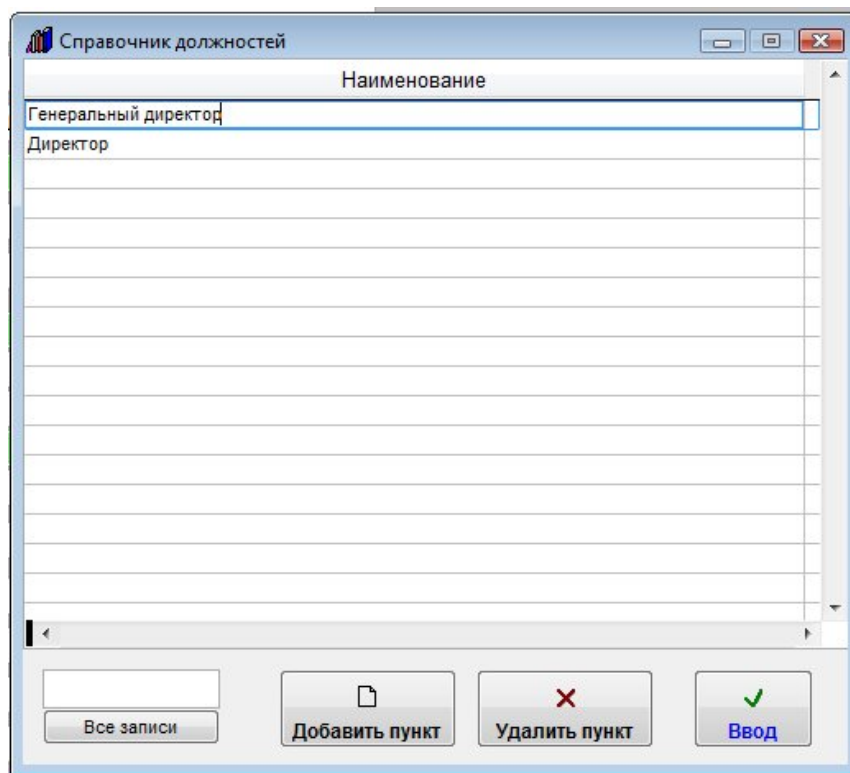 Справочник должностей
Наименование
Генеральный директор
Директор
Все записи
Добавить пункт
Удалить пункт
Ввод